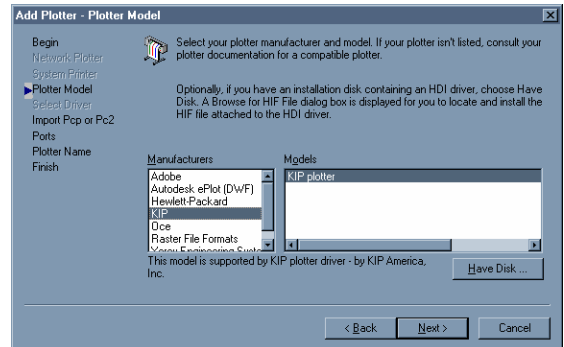 Add Plotter - Plotter Model
Begin
Network Plotter
System Printer
Plotter Model
Select Driver
Import Pcp or Pc2
Ports
Plotter Name
Finish
Select your plotter manufacturer and model. If your plotter isn't listed, consult your
plotter documentation for a compatible plotter.
Optionally, if you have an installation disk containing an HDI driver, choose Have
Disk. A Browse for HIF File dialog box is displayed for you to locate and install the
HIF file attached to the HDI driver.
Manufacturers
Adobe
Autodesk ePlot (DWF)
Hewlett-Packard
KIP
Oce
Raster File Formats
Xerox Engineering Syste
Models
KIP plotter
This model is supported by KIP plotter driver - by KIP America,
Inc.
Have Disk ...
< Back
Next >
Cancel